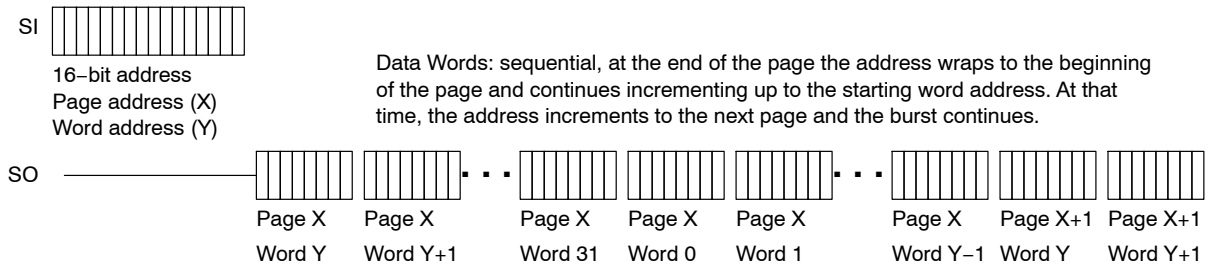 SI
16−bit address
Page address (X)
Word address (Y)
Data Words: sequential, at the end of the page the address wraps to the beginning
of the page and continues incrementing up to the starting word address. At that
time, the address increments to the next page and the burst continues.
SO
Page X Page X Page X Page X Page X Page X Page X+1 Page X+1
Word Y Word Y+1 Word 31 Word 0 Word 1 Word Y−1 Word Y Word Y+1